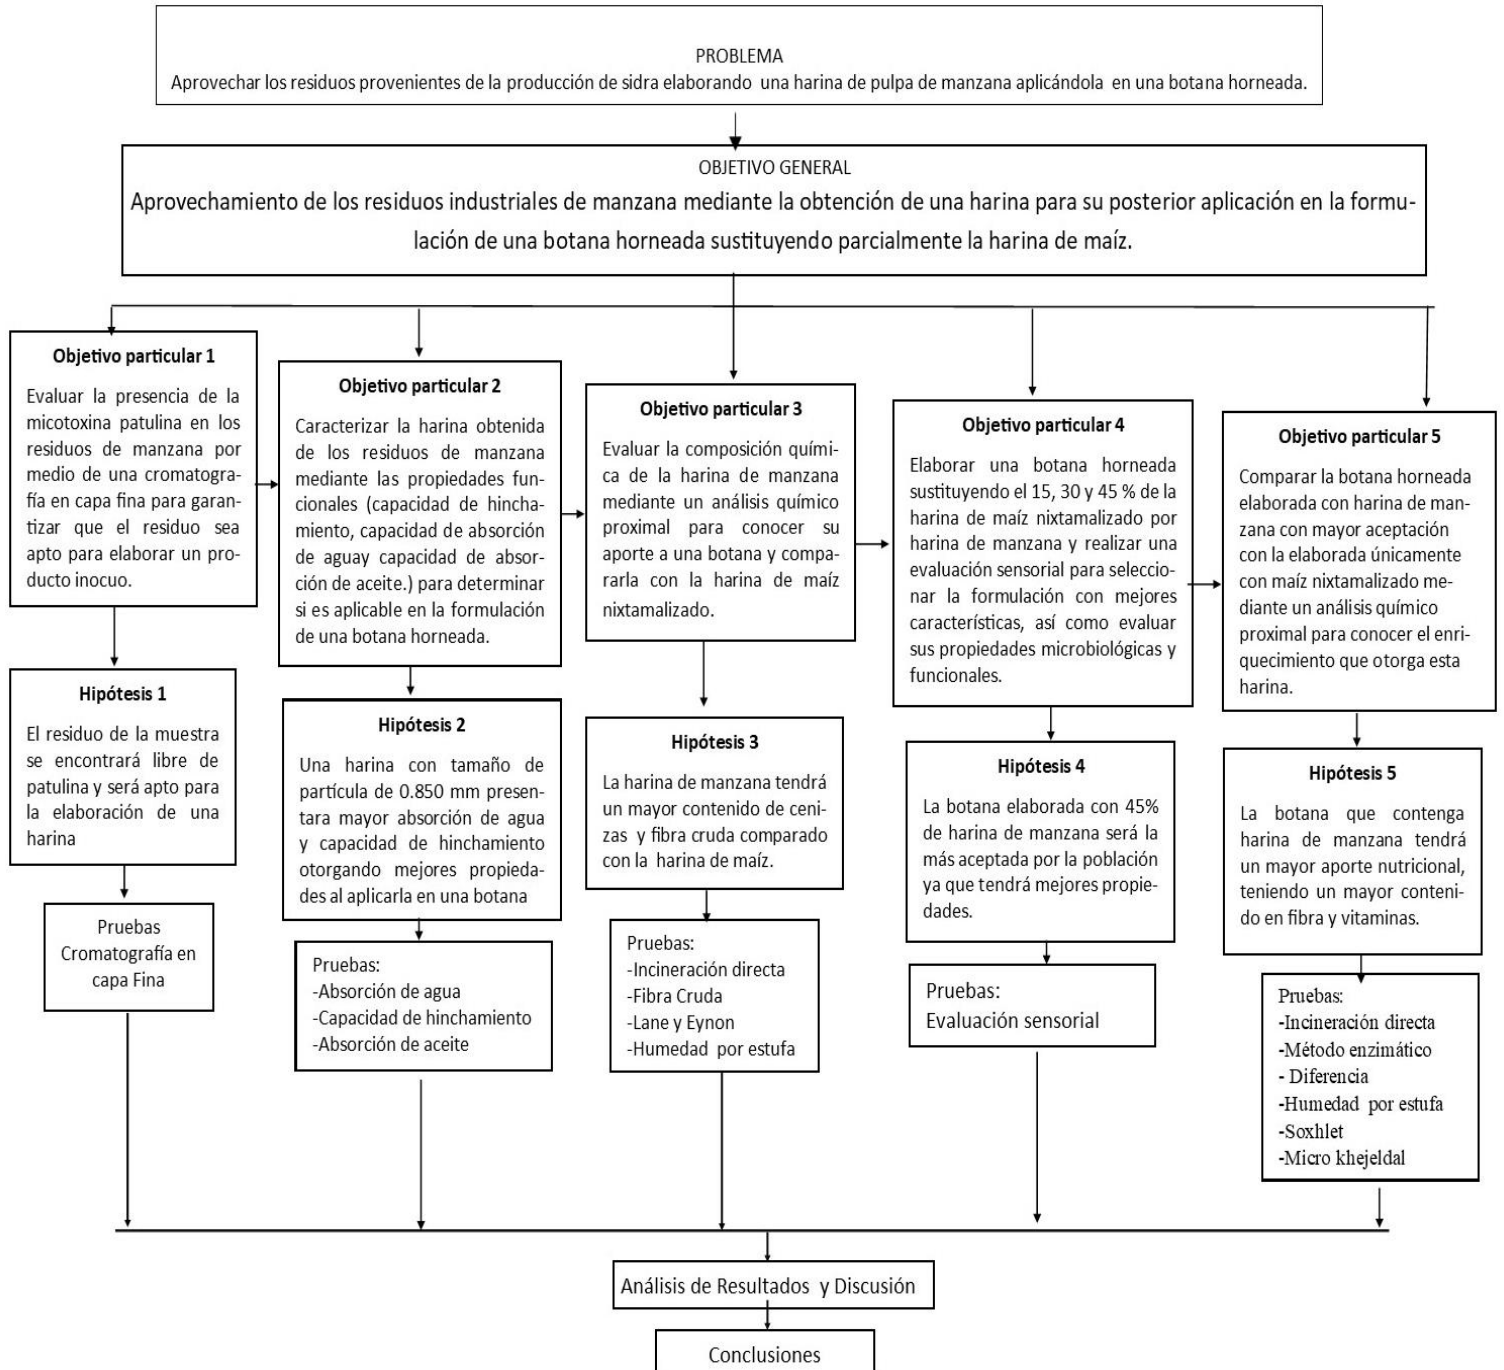 PROBLEMA
Aprovechar los residuos provenientes de la producción de sidra elaborando una harina de pulpa de manzana aplicándola en una botana horneada.
OBJETIVO GENERAL
Aprovechamiento de los residuos industriales de manzana mediante la obtención de una harina para su posterior aplicación en la formu-
lación de una botana horneada sustituyendo parcialmente la harina de maíz.
Objetivo particular 1
Evaluar la presencia de la
micotoxina patulina en los
residuos de manzana por
medio de una cromatogra-
fía en capa fina para garan-
tizar que el residuo sea
apto para elaborar un pro-
ducto inocuo.
Objetivo particular 2
Caracterizar la harina obtenida
de los residuos de manzana
mediante las propiedades fun-
cionales (capacidad de hincha-
miento, capacidad de absorción
de aguay capacidad de absor-
ción de aceite.) para determinar
si es aplicable en la formulación
de una botana horneada.
Objetivo particular 3
Evaluar la composición quími-
ca de la harina de manzana
mediante un análisis químico
proximal para conocer su
aporte a una botana y compa-
rarla con la harina de maíz
nixtamalizado.
Objetivo particular 4
Elaborar una botana horneada
sustituyendo el 15, 30 y 45 % de la
harina de maíz nixtamalizado por
harina de manzana y realizar una
evaluación sensorial para seleccio-
nar la formulación con mejores
características, así como evaluar
sus propiedades microbiológicas y
funcionales.
Objetivo particular 5
Comparar la botana horneada
elaborada con harina de man-
zana con mayor aceptación
con la elaborada únicamente
con maíz nixtamalizado me-
diante un análisis químico
proximal para conocer el enri-
quecimiento que otorga esta
harina.
Hipótesis 1
El residuo de la muestra
se encontrará libre de
patulina y será apto para
la elaboración de una
harina
Hipótesis 2
Una harina con tamaño de
partícula de 0.850 mm presen-
tara mayor absorción de agua
y capacidad de hinchamiento
otorgando mejores propieda-
des al aplicarla en una botana
Hipótesis 3
La harina de manzana tendrá
un mayor contenido de ceni-
zas y fibra cruda comparado
con la harina de maíz.
Hipótesis 4
La botana elaborada con 45%
de harina de manzana será la
más aceptada por la población
ya que tendrá mejores propie-
dades.
Hipótesis 5
La botana que contenga
harina de manzana tendrá
un mayor aporte nutricional,
teniendo un mayor conteni-
do en fibra y vitaminas.
Pruebas
Cromatografía en
capa Fina
Pruebas:
-Absorción de agua
-Capacidad de hinchamiento
-Absorción de aceite
Pruebas:
-Incineración directa
-Fibra Cruda
-Lane y Eynon
-Humedad por estufa
Pruebas:
Evaluación sensorial
Pruebas:
-Incineración directa
-Método enzimático
- Diferencia
-Humedad por estufa
-Soxhlet
-Micro khejeldal
Análisis de Resultados y Discusión
Conclusiones